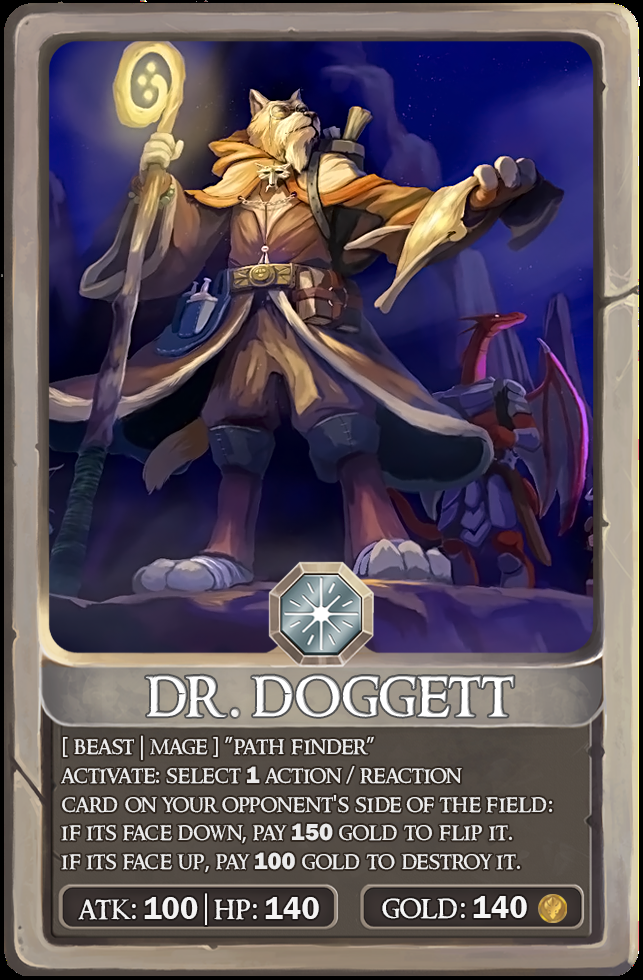 DR. DOGGETT
[ BEAST | MAGE ] "PATH FINDER"
ACTIVATE: SELECT 1 ACTION / REACTION
CARD ON YOUR OPPONENT'S SIDE OF THE FIELD:
IF ITS FACE DOWN, PAY 150 GOLD TO FLIP IT.
IF ITS FACE UP, PAY 100 GOLD TO DESTROY IT.
ATK: 100 | HP: 140 GOLD: 140